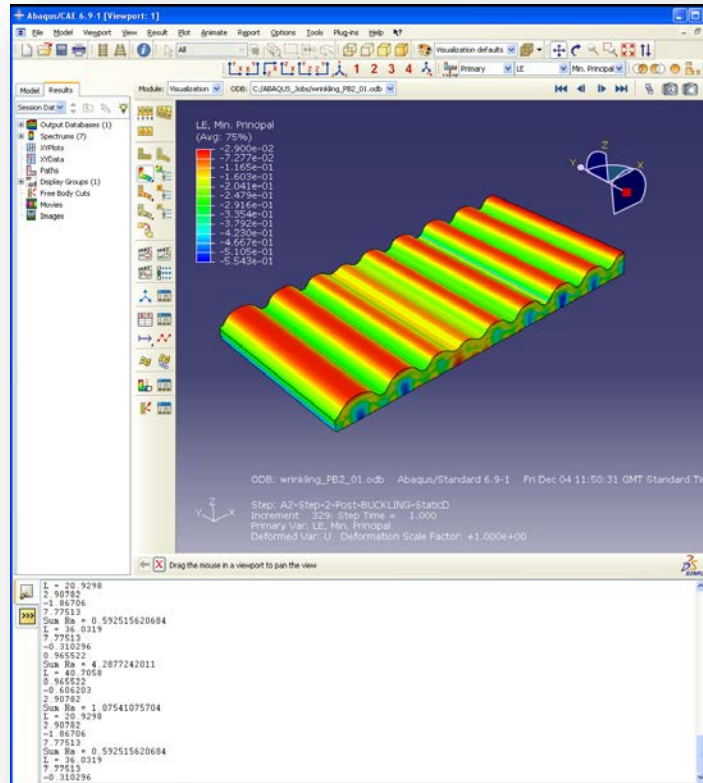 Abaqus/CAE 6.9-1 [Viewport: 1]
File Model Viewport View Result Plot Animate Report Options Tools Plug-ins Help
All
Visualization defaults
1 2 3 4
Primary LE Min. Principal
Model Results
Module: Visualization ODB: C:/ABAQUS_Jobs/wrinkling_PB2_01.odb
Session Dat
Output Databases (1)
Spectrums (7)
XYPlots
XYData
Paths
Display Groups (1)
Free Body Cuts
Movies
Images
LE, Min. Principal
(Avg: 75%)
-2.900e-02
-7.277e-02
-1.165e-01
-1.603e-01
-2.041e-01
-2.479e-01
-2.916e-01
-3.354e-01
-3.792e-01
-4.230e-01
-4.667e-01
-5.105e-01
-5.543e-01
Z
Y
X
ODB: wrinkling_PB2_01.odb Abaqus/Standard 6.9-1 Fri Dec 04 11:50:31 GMT Standard
Z
Y X
Step: A2-Step-2-Post-BUCKLING-StaticD
Increment 329: Step Time = 1.000
Primary Var: LE, Min. Principal
Deformed Var: U Deformation Scale Factor: +1.000e+00
Drag the mouse in a viewport to pan the view
L = 20.9298
2.90782
-1.86706
7.77513
Sum Ra = 0.592515620684
L = 36.0319
7.77513
-0.310296
0.965522
Sum Ra = 4.2877242011
L = 40.7058
0.965522
-0.606203
2.90782
Sum Ra = 1.07541075704
L = 20.9298
2.90782
-1.86706
7.77513
Sum Ra = 0.592515620684
L = 36.0319
7.77513
-0.310296